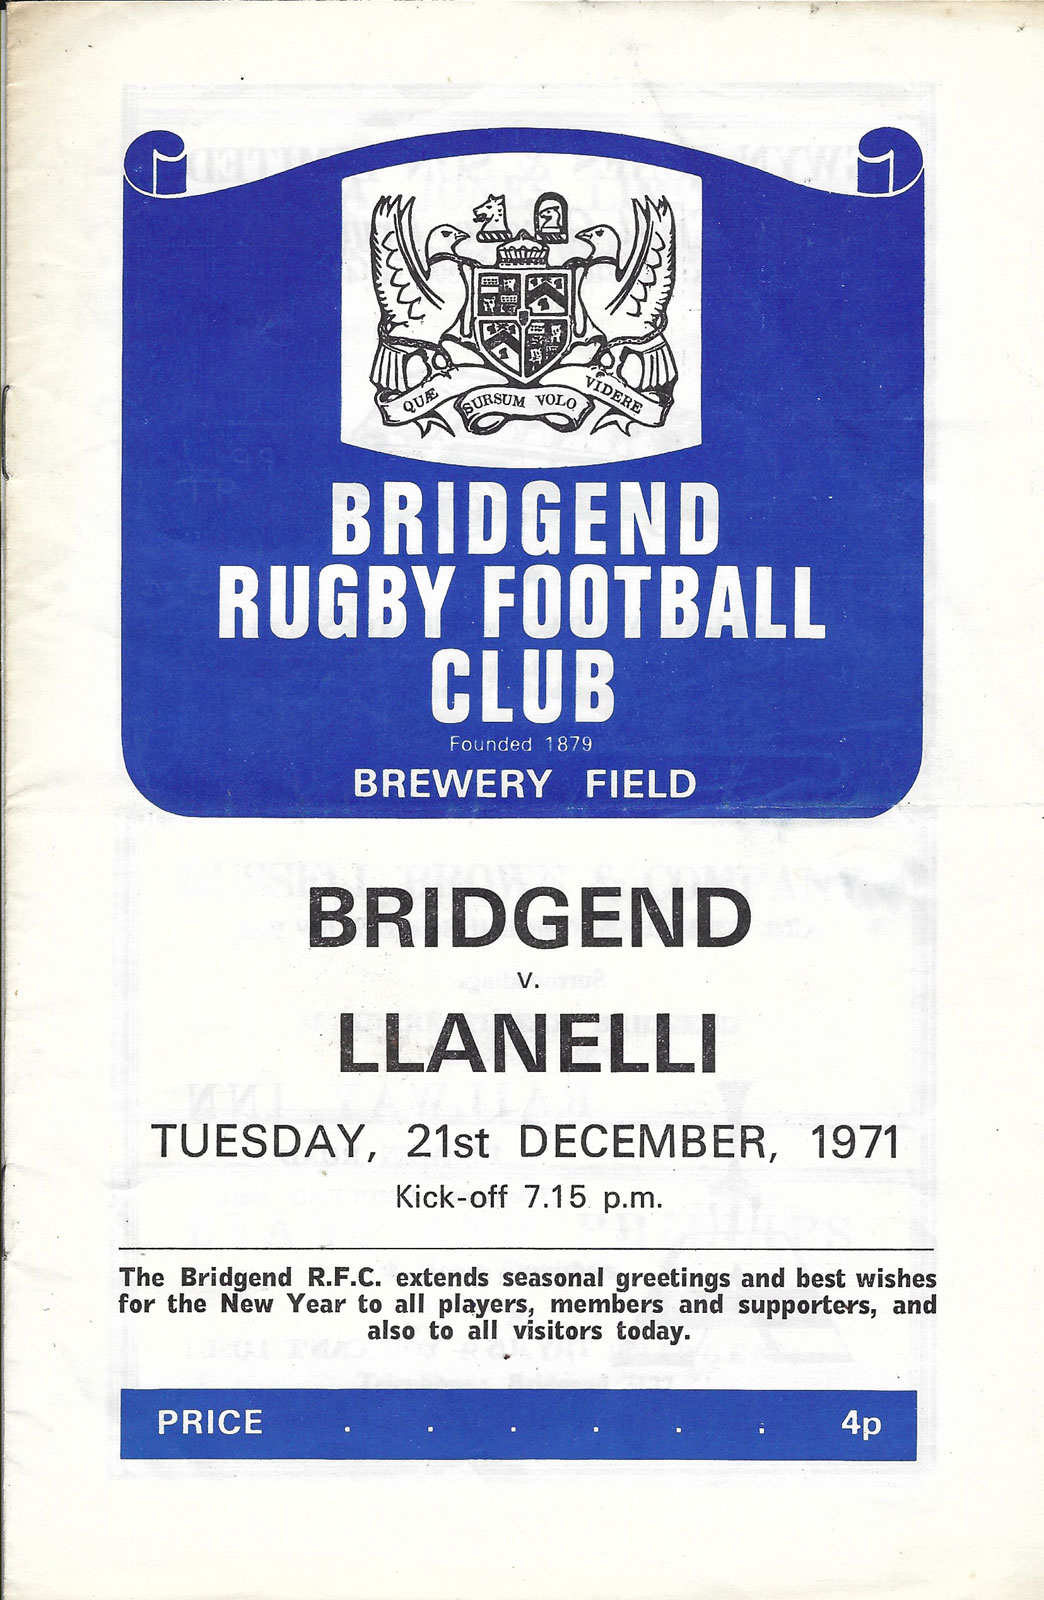 QUÆ SURSUM VOLO VIDERE
BRIDGEND
RUGBY FOOTBALL
CLUB
Founded 1879
BREWERY FIELD
BRIDGEND
v.
LLANELLI
TUESDAY, 21st DECEMBER, 1971
Kick-off 7.15 p.m.
The Bridgend R.F.C. extends seasonal greetings and best wishes
for the New Year to all players, members and supporters, and
also to all visitors today.
PRICE . . . . . . 4p